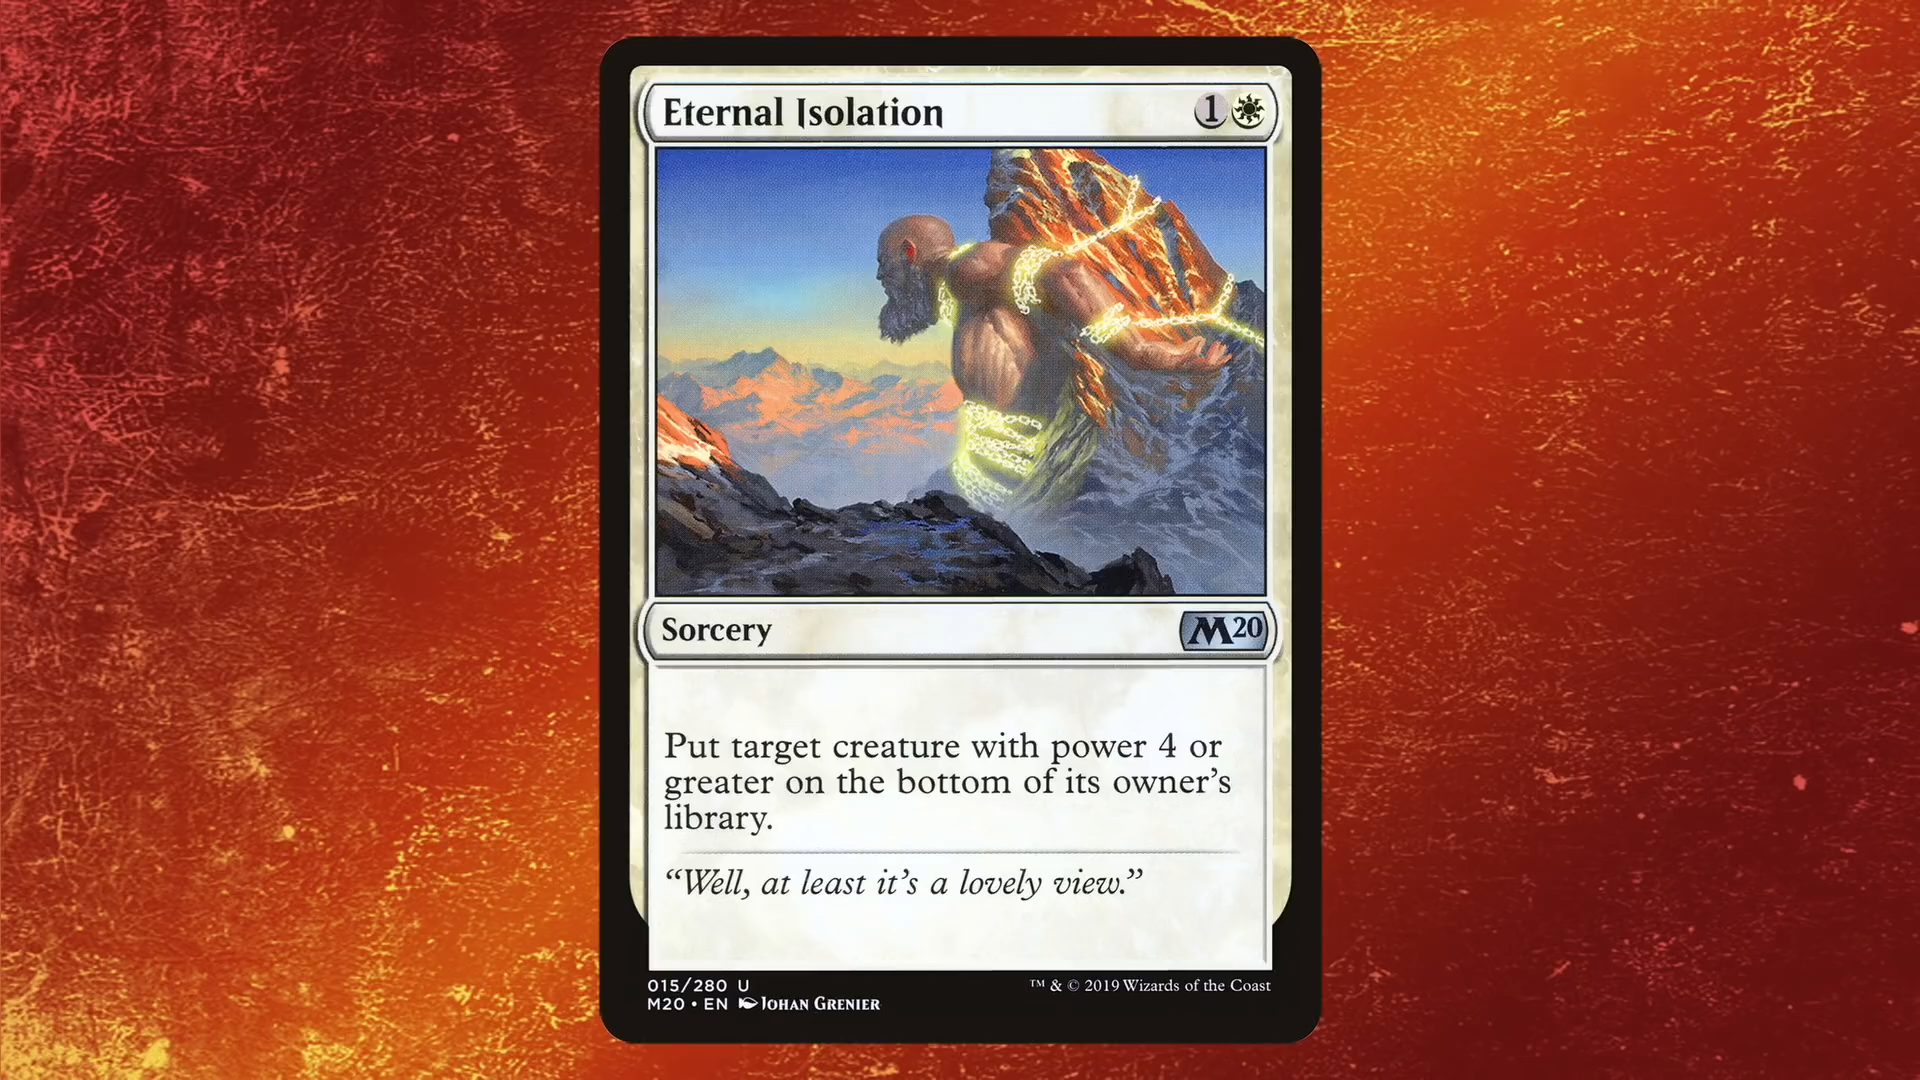 Eternal Isolation 1
Sorcery M20
Put target creature with power 4 or
greater on the bottom of its owner's
library.
“Well, at least it's a lovely view.”
015/280 U ™ & © 2019 Wizards of the Coast
M20 • EN Johan Grenier